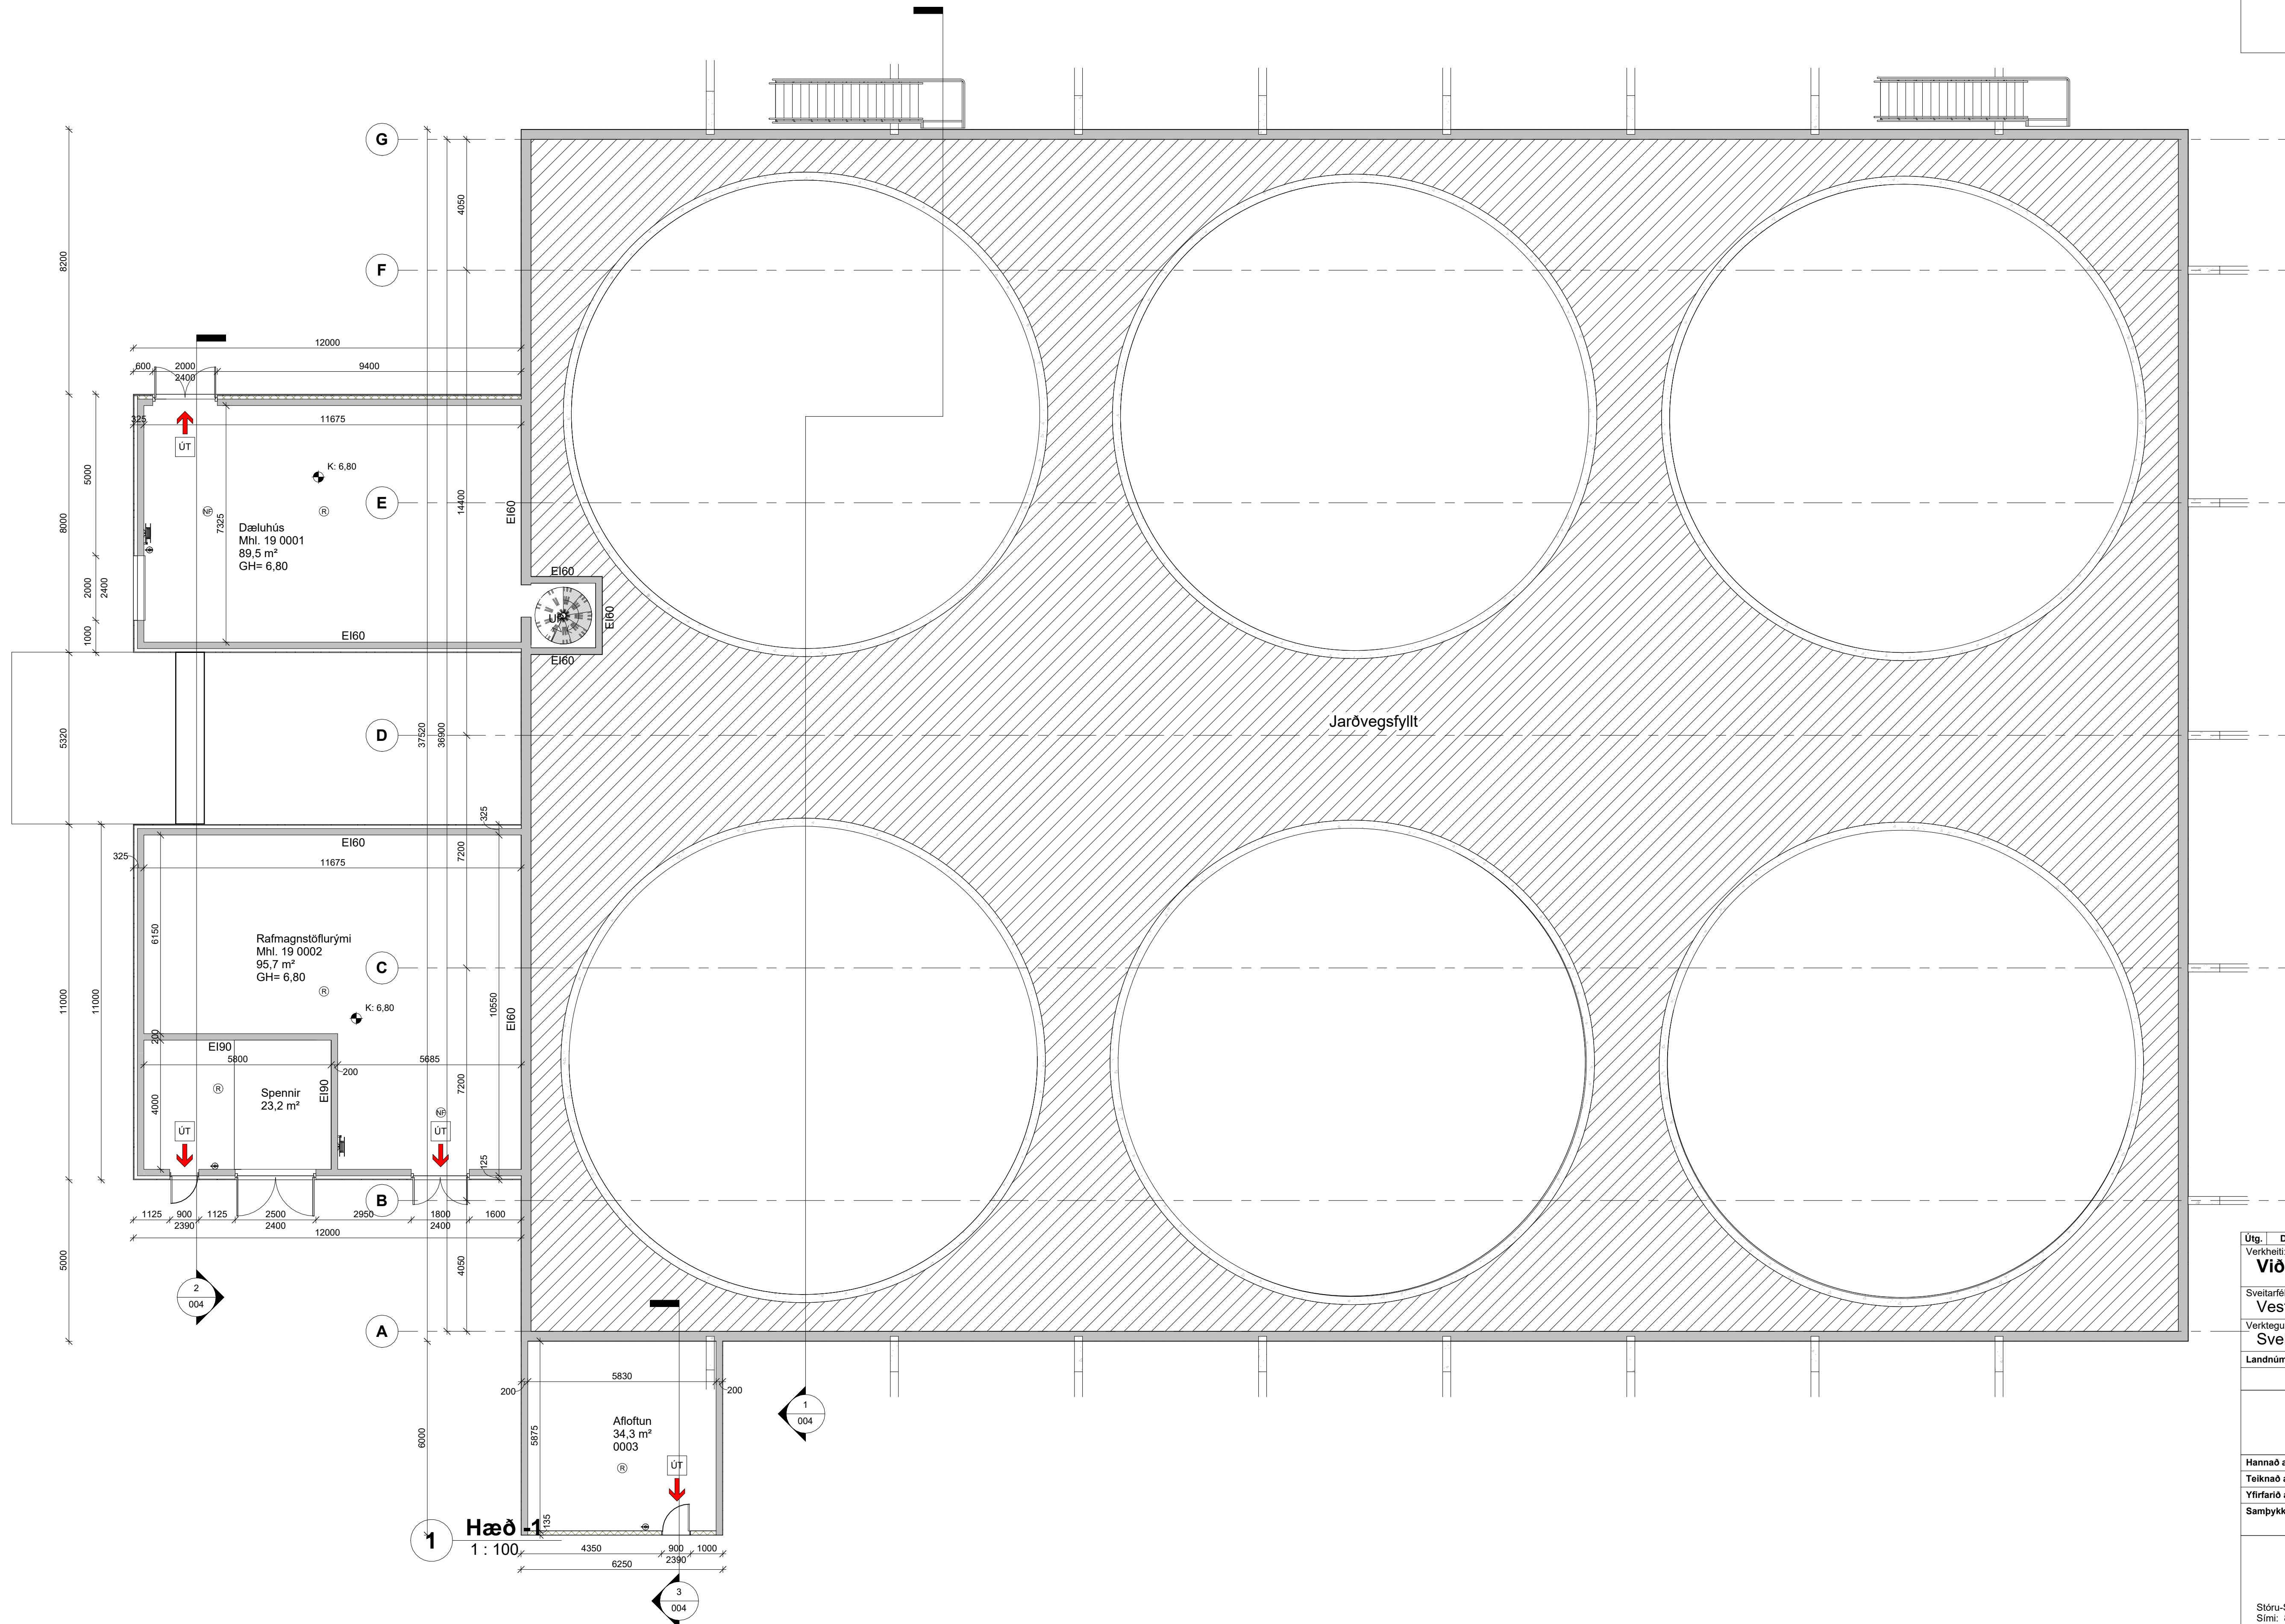 G
4050
F
8200
12000
600
2000
2400
9400
325
11675
ÚT
K: 6,80
5000
E
14400
EI60
NF
R
7325
8000
Dæluhús
Mhl. 19 0001
89,5 m²
GH= 6,80
EI60
2000
2400
EI60
1000
EI60
EI60
Jarðvegsfyllt
D
37520
36900
5320
325
EI60
7200
325
11675
6150
Rafmagnstöflurými
Mhl. 19 0002
95,7 m²
GH= 6,80
C
R
11000
11000
10550
K: 6,80
EI60
200
EI90
5800
5685
200
7200
R
Spennir
23,2 m²
EI90
4000
NF
ÚT
ÚT
125
B
1125
900
2390
1125
2500
2400
2950
1800
2400
1600
12000
5000
4050
2
004
A
5830
200
200
1
004
Afloftun
34,3 m²
0003
5875
6000
R
ÚT
135
1
Hæð -1
1 : 100
4350
900
2390
1000
6250
3
004
Útg.
Verkheiti:
Við
Sveitarfél
Ves
Verktegu
Sve
Landnúm
Hannað a
Teiknað a
Yfirfarið a
Samþykk
Stóru-S
Sími: